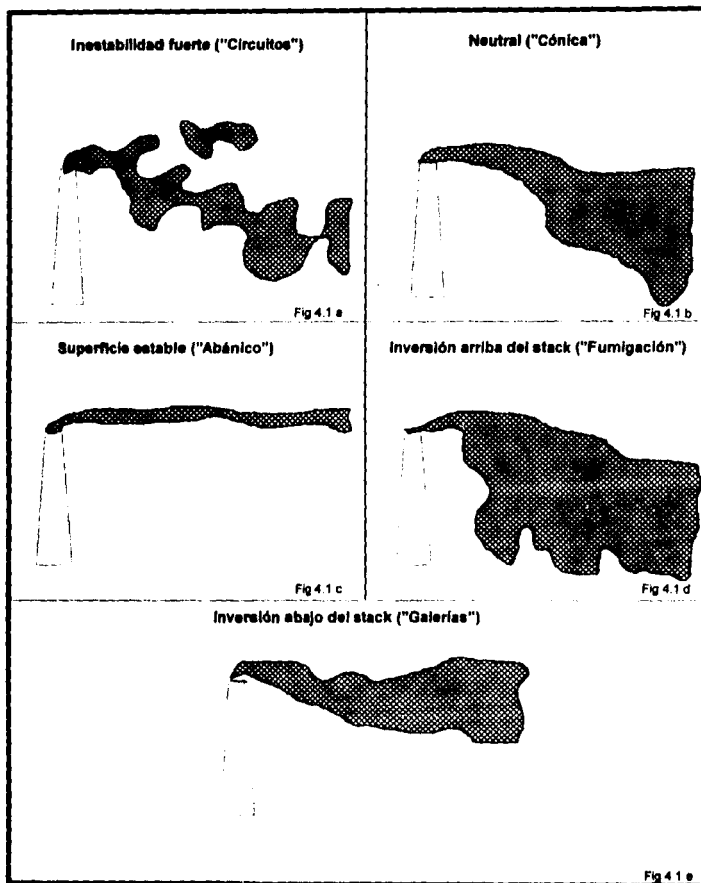 Inestabilidad fuerte ("Circuitos")
Neutral ("Cónica")
Fig 4.1 a
Fig 4.1 b
Superficie estable ("Abánico")
Inversión arriba del stack ("Fumigación")
Fig 4.1 c
Fig 4.1 d
Inversión abajo del stack ("Galerías")
Fig 4.1 e